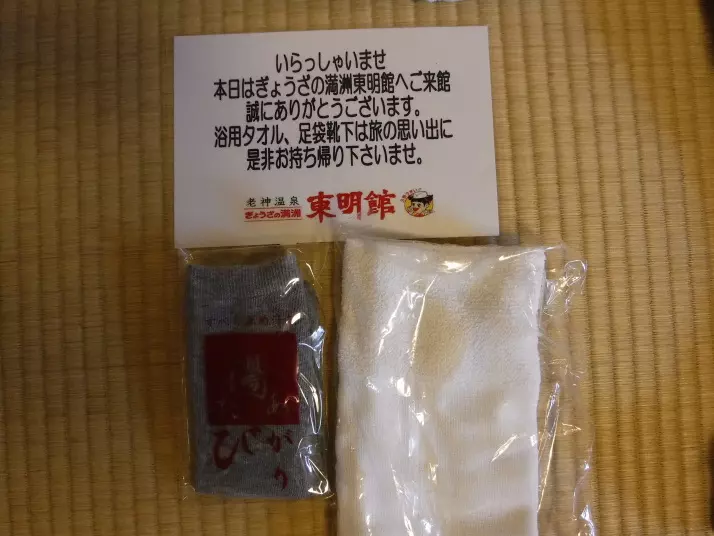 いらっしゃいませ
本日はぎょうざの満洲東明館へご来館
誠にありがとうございます。
浴用タオル、足袋靴下は旅の思い出に
是非お持ち帰り下さいませ。
老神温泉
ぎょうざの満洲
東明館
湯あ
がり